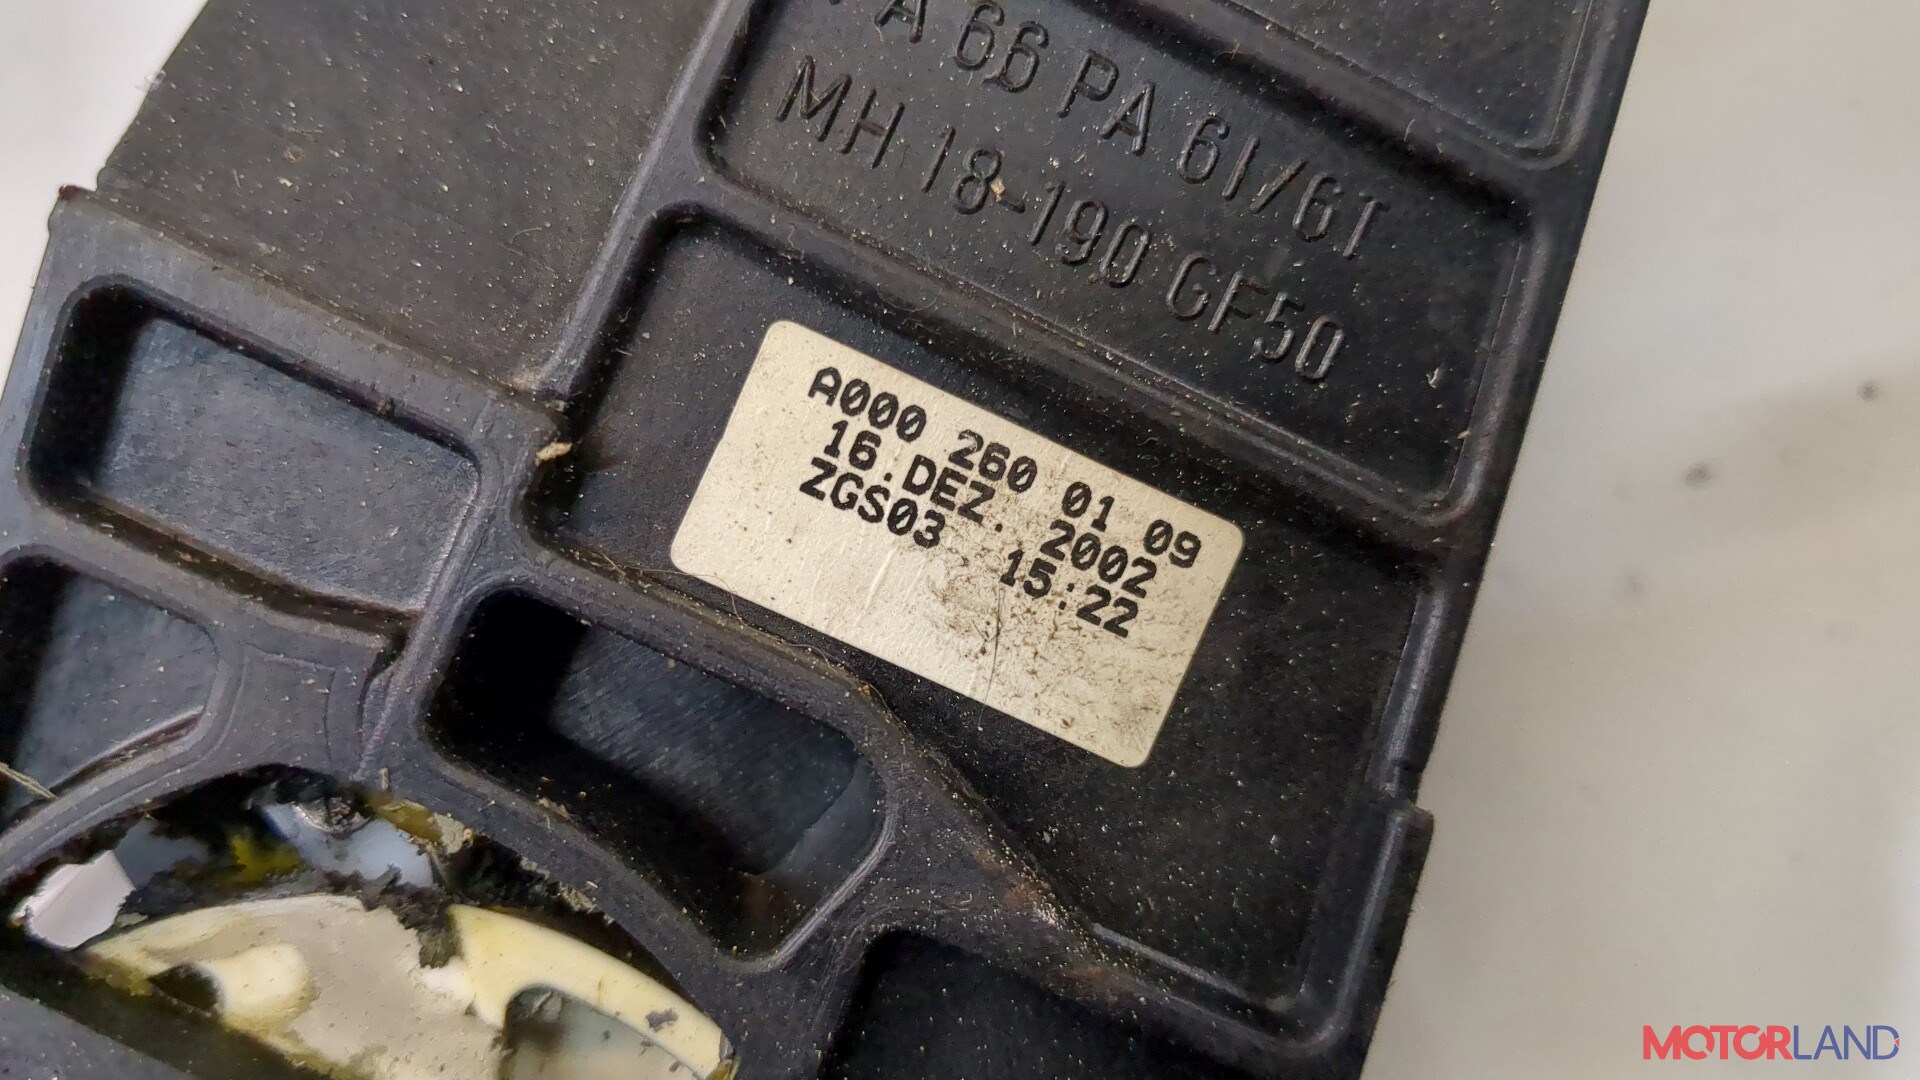 PA 66 PA 6I/6T
MH 18-190 GF50
A000 260 01 09
16.DEZ. 2002
ZGS03 15:22
MOTORLAND